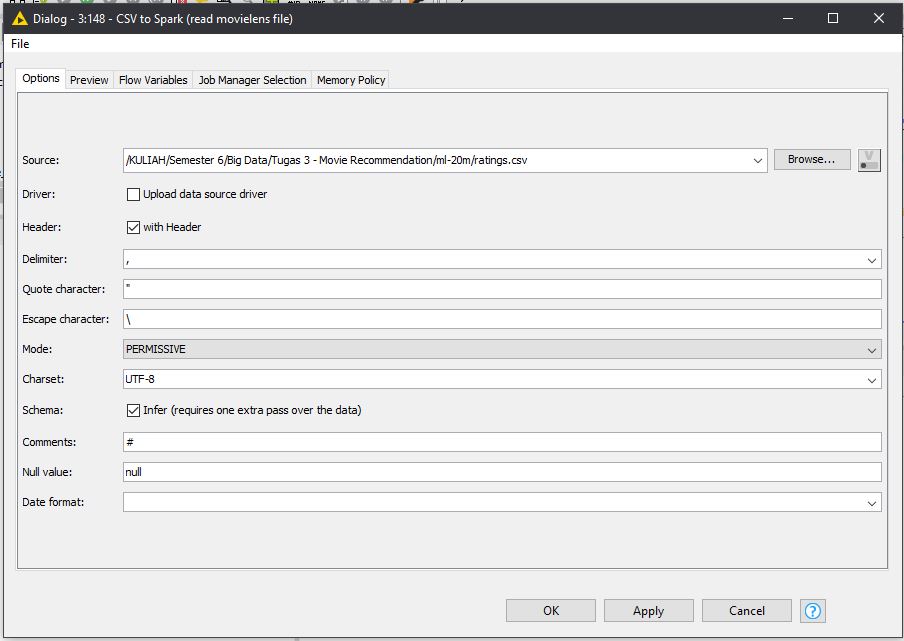 Dialog - 3:148 - CSV to Spark (read movielens file)
File
Options Preview Flow Variables Job Manager Selection Memory Policy
Source: /KULIAH/Semester 6/Big Data/Tugas 3 - Movie Recommendation/ml-20m/ratings.csv Browse... V
Driver: Upload data source driver
Header: with Header
Delimiter: ,
Quote character: "
Escape character: \
Mode: PERMISSIVE
Charset: UTF-8
Schema: Infer (requires one extra pass over the data)
Comments: #
Null value: null
Date format:
OK Apply Cancel ?